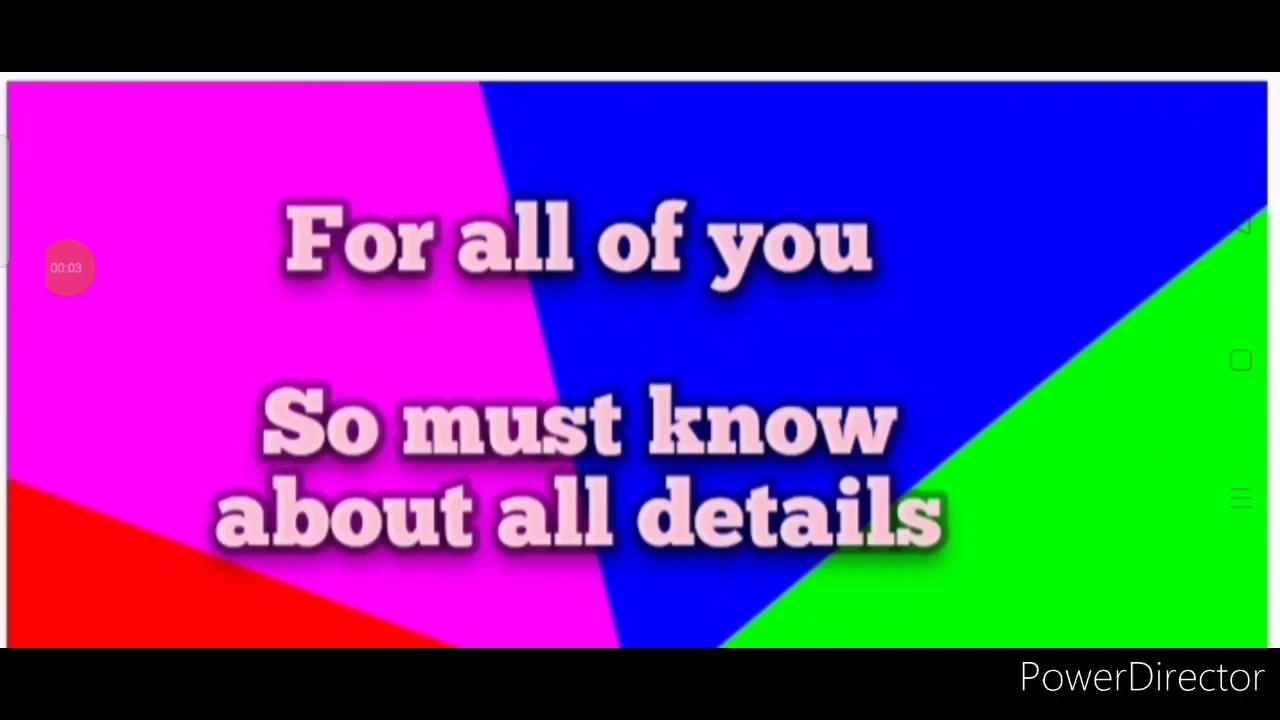 For all of you
00:03
So must know
about all details
PowerDirector